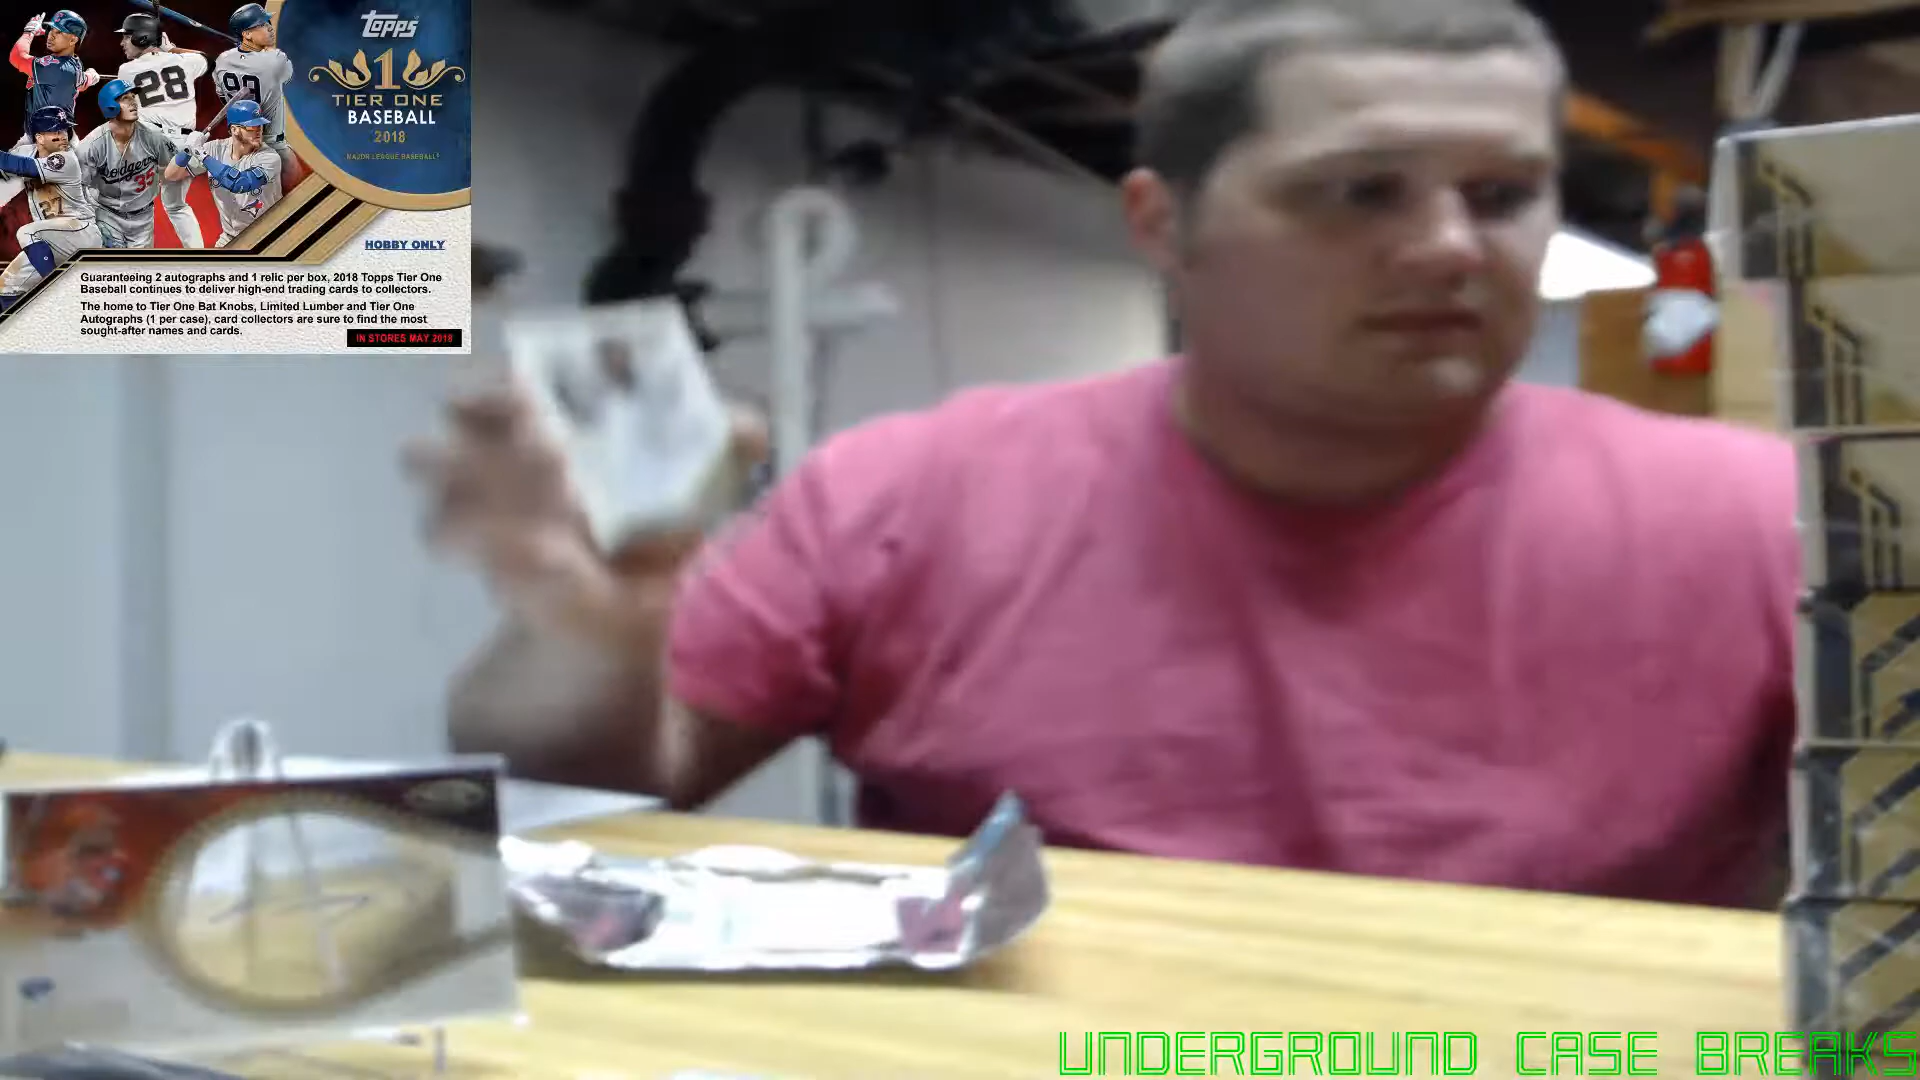 Topps
1
TIER ONE
BASEBALL
2018
MAJOR LEAGUE BASEBALL
28
Dodgers
35
27
HOBBY ONLY
Guaranteeing 2 autographs and 1 relic per box, 2018 Topps Tier One
Baseball continues to deliver high-end trading cards to collectors.
The home to Tier One Bat Knobs, Limited Lumber and Tier One
Autographs (1 per case), card collectors are sure to find the most
sought-after names and cards.
IN STORES MAY 2018
UNDERGROUND CASE BREAKS